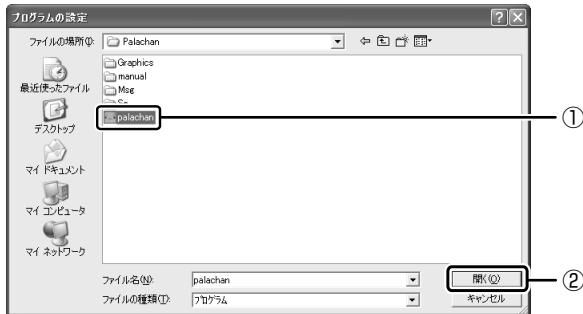 プログラムの設定
ファイルの場所(I):
Palachan
Graphics
manual
Msg
palachan
①
最近使ったファイル
デスクトップ
マイ ドキュメント
マイ コンピュータ
マイ ネットワーク
ファイル名(N):
palachan
開く(O)
②
ファイルの種類(T):
プログラム
キャンセル